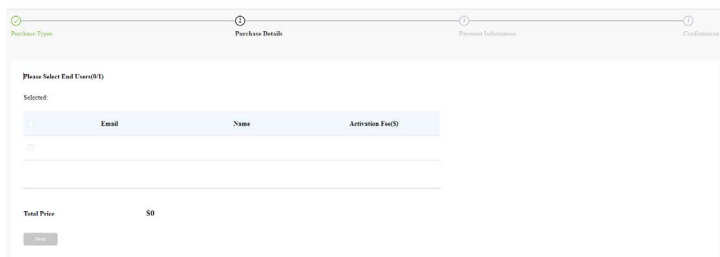 2 3 4
Purchase Types Purchase Details Payment Information Confirmation
Please Select End Users(0/1)
Selected:
Email Name Activation Fee($)
Total Price $0
Next